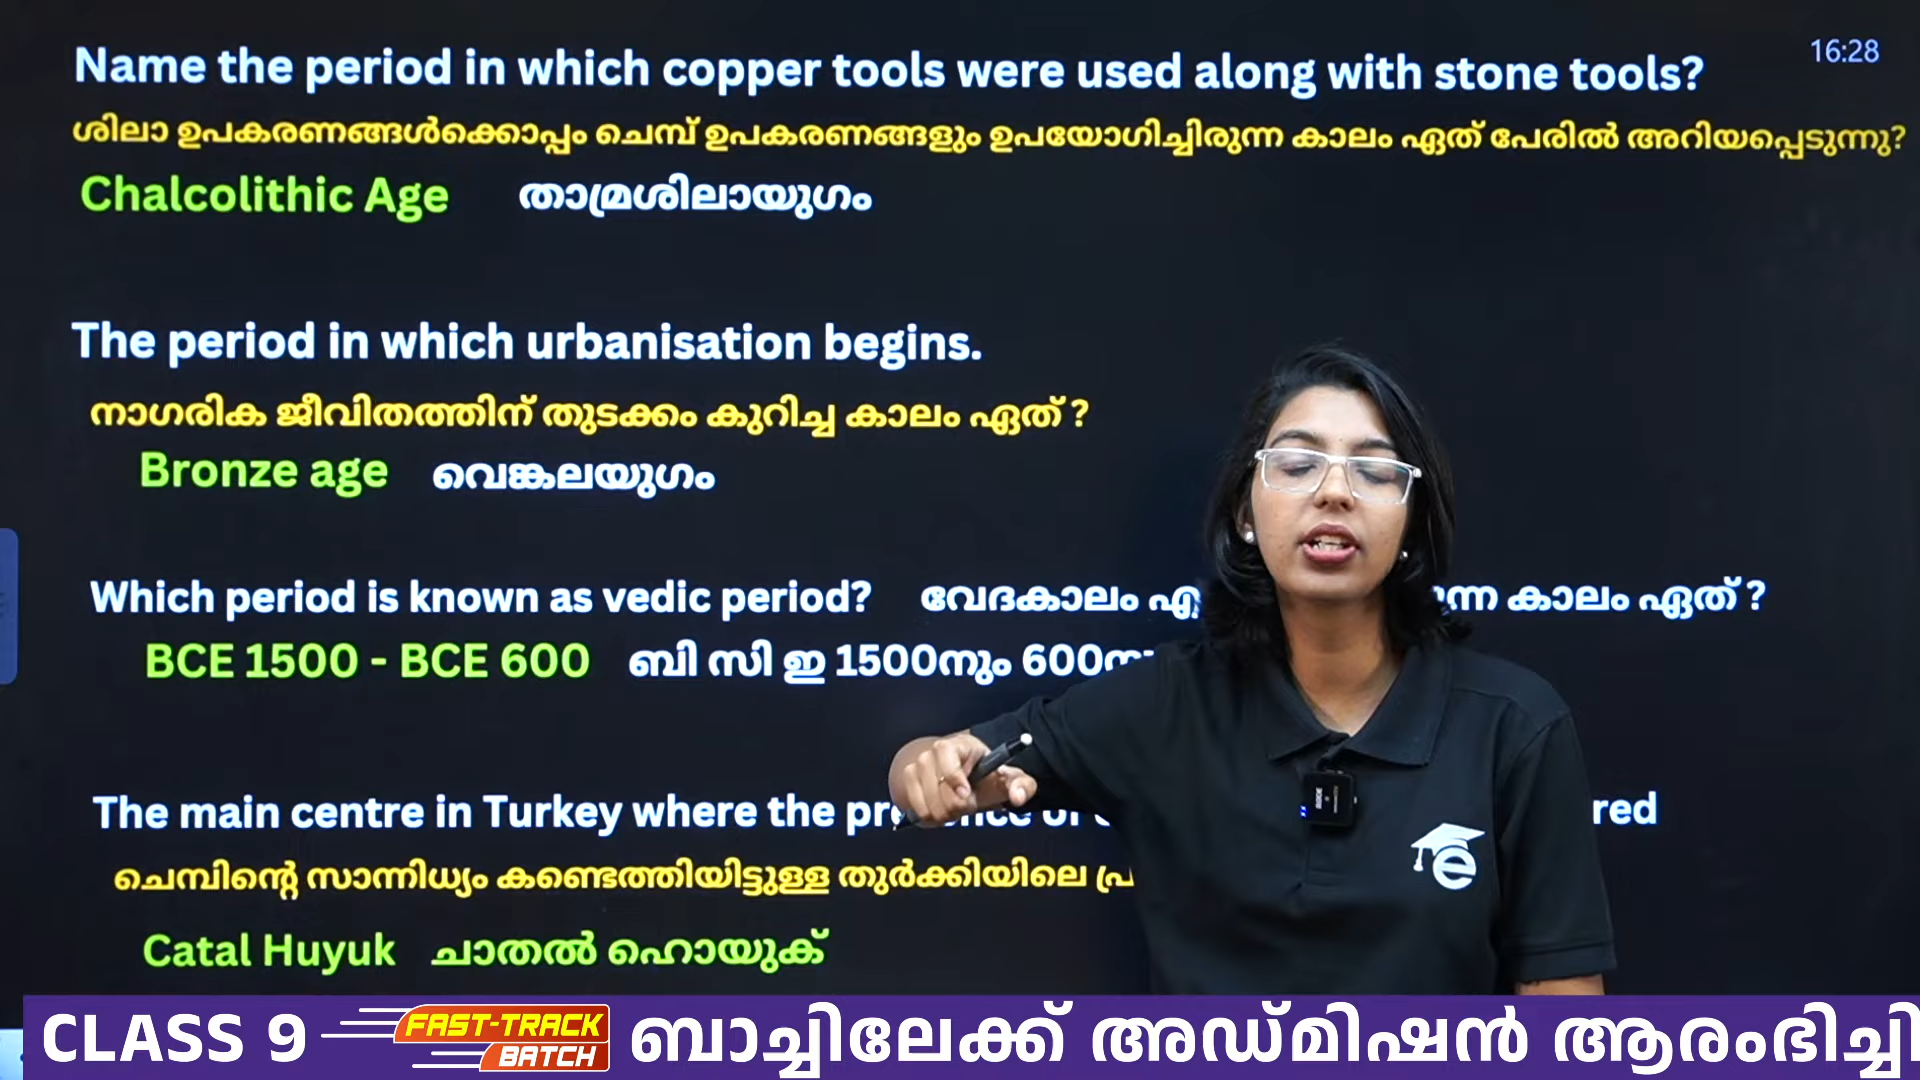 16:28
Name the period in which copper tools were used along with stone tools?
ശിലാ ഉപകരണങ്ങൾക്കൊപ്പം ചെമ്പ് ഉപകരണങ്ങളും ഉപയോഗിച്ചിരുന്ന കാലം ഏത് പേരിൽ അറിയപ്പെടുന്നു?
Chalcolithic Age താമ്രശിലായുഗം
The period in which urbanisation begins.
നാഗരിക ജീവിതത്തിന് തുടക്കം കുറിച്ച കാലം ഏത് ?
Bronze age വെങ്കലയുഗം
Which period is known as vedic period? വേദകാലം കാലം ഏത് ?
BCE 1500 - BCE 600 ബി സി ഇ 1500നും
The main centre in Turkey where the
ചെമ്പിന്റെ സാന്നിധ്യം കണ്ടെത്തിയിട്ടുള്ള തുർക്കിയിലെ
Catal Huyuk ചാതൽ ഹൊയുക്
e
CLASS 9 FAST-TRACK BATCH ബാച്ചിലേക്ക് അഡ്മിഷൻ ആരംഭിച്ചി